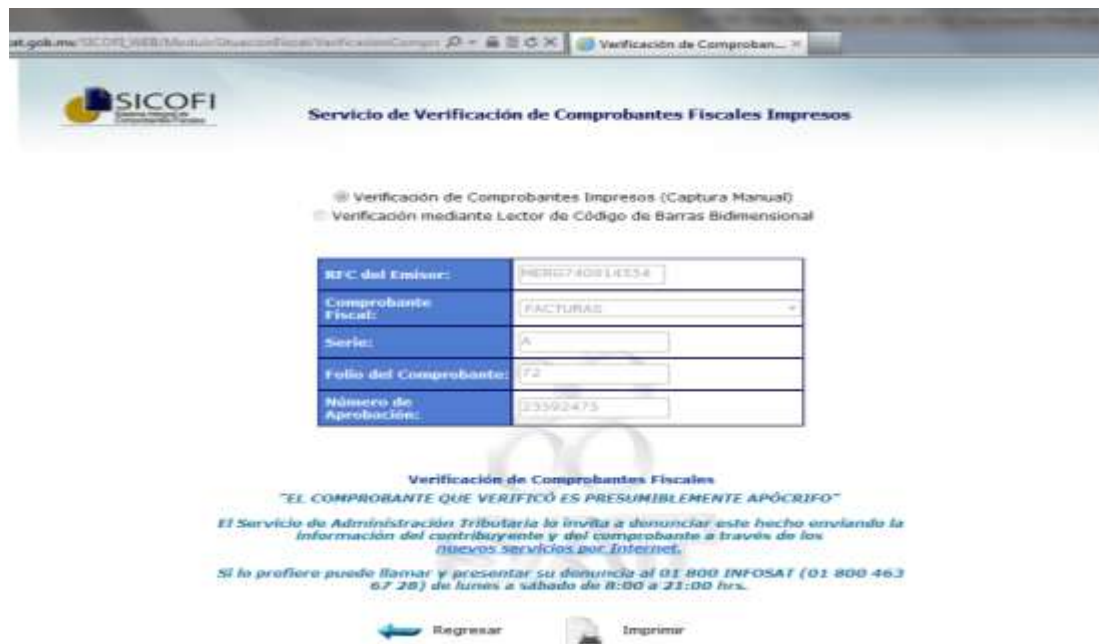 Verificación de Comproban...
SICOFI
Servicio de Verificación de Comprobantes Fiscales Impresos
Verificación de Comprobantes Impresos (Captura Manual)
Verificación mediante Lector de Código de Barras Bidimensional
RFC del Emisor:
Comprobante Fiscal:
FACTURAS
Serie:
A
Folio del Comprobante:
72
Número de Aprobación:
23592475
Verificación de Comprobantes Fiscales
"EL COMPROBANTE QUE VERIFICÓ ES PRESUMIBLEMENTE APÓCRIFO"
El Servicio de Administración Tributaria lo invita a denunciar este hecho enviando la
información del contribuyente y del comprobante a través de los
nuevos servicios por Internet.
Si lo prefiere puede llamar y presentar su denuncia al 01 800 INFOSAT (01 800 463
67 28) de lunes a sábado de 8:00 a 21:00 hrs.
Regresar
Imprimir